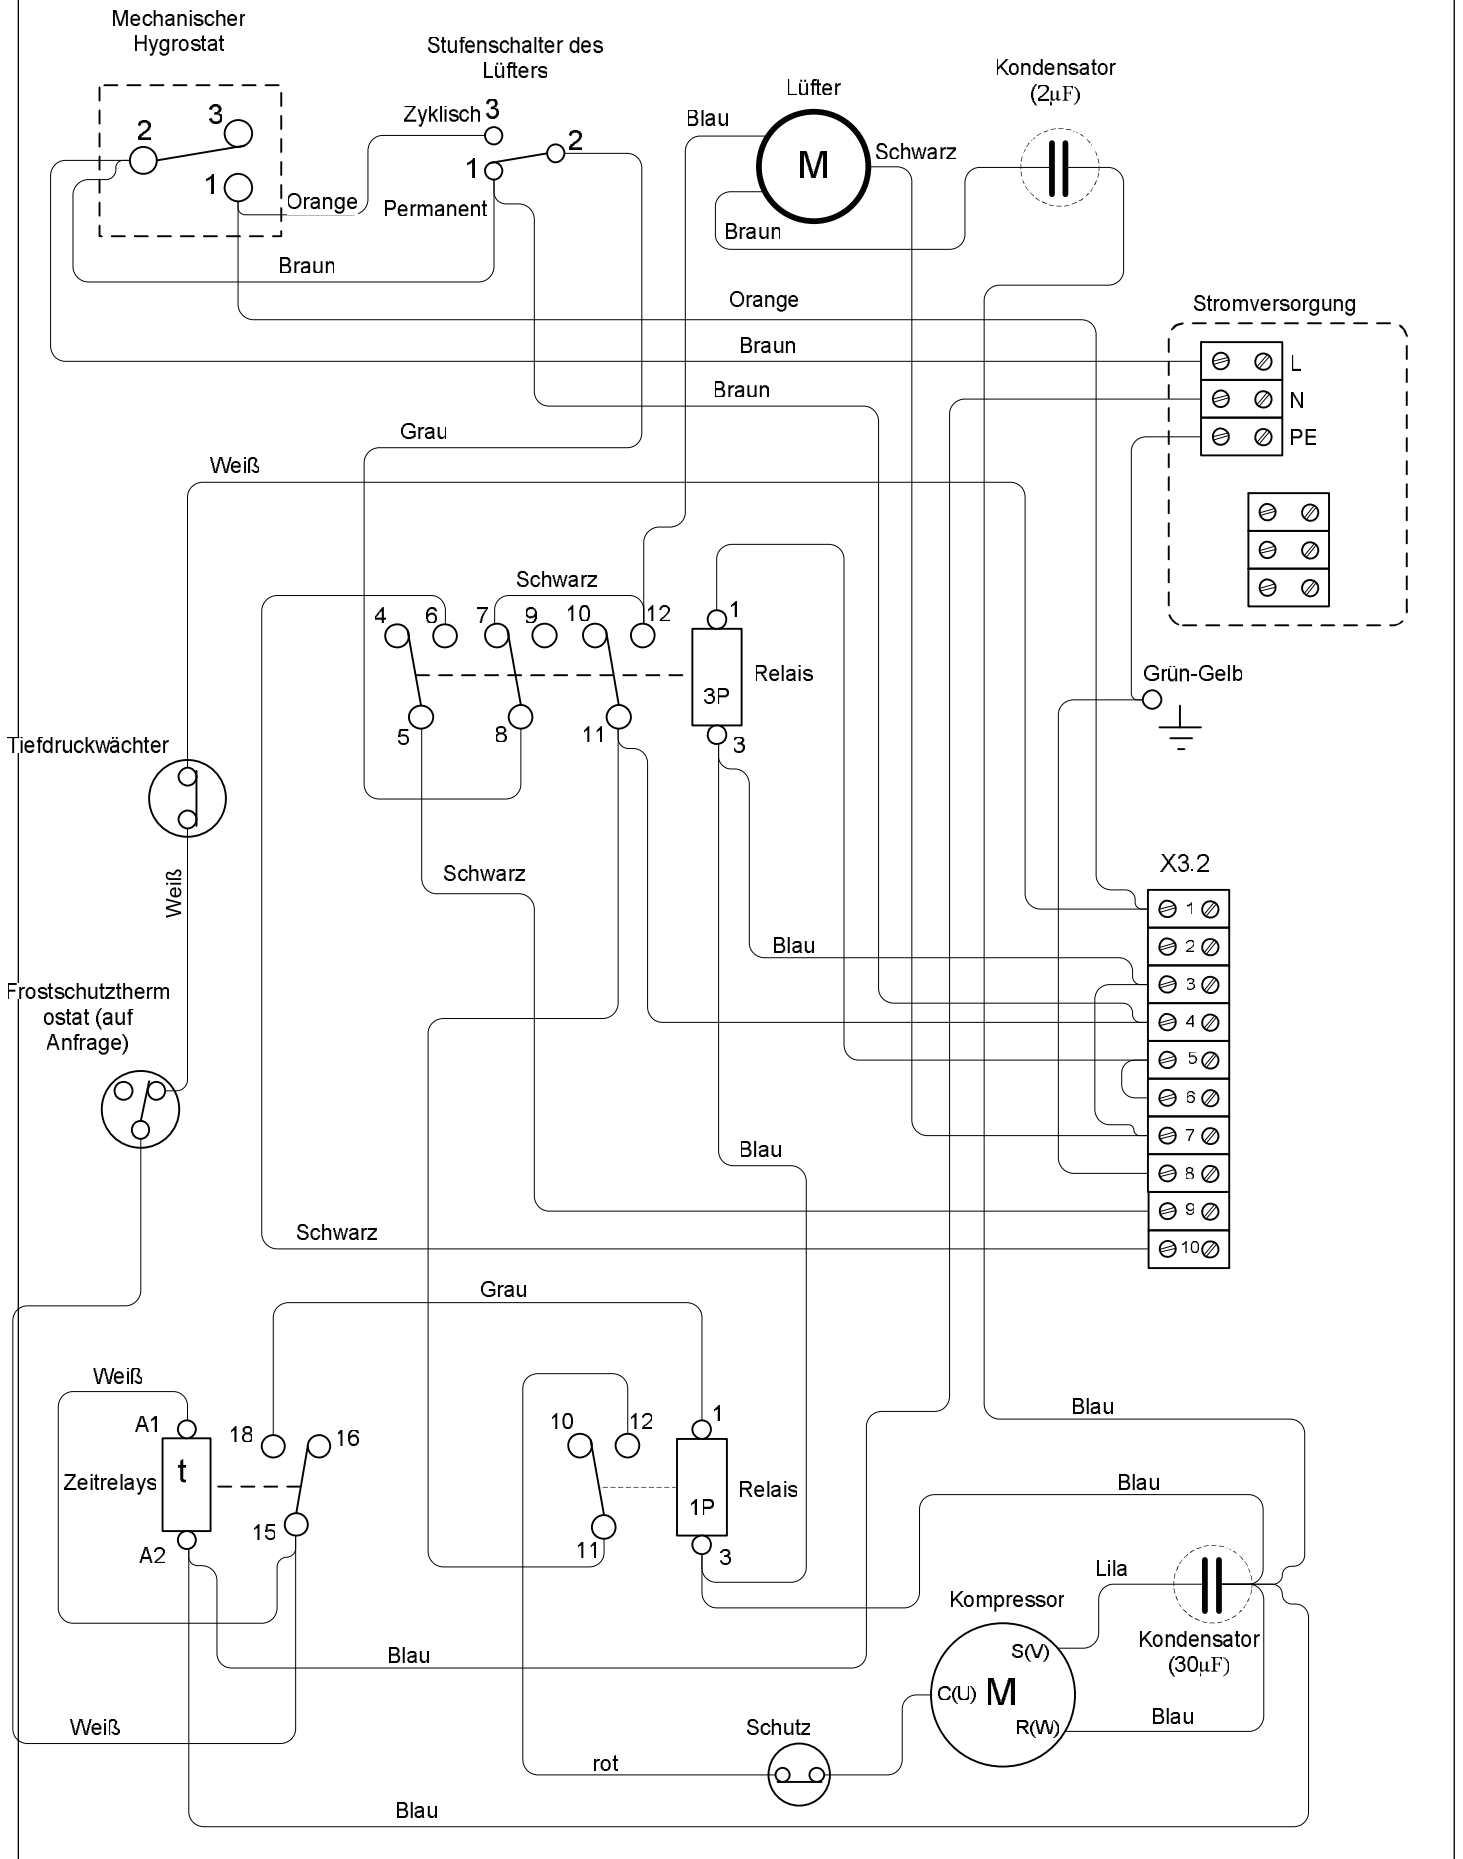 Mechanischer
Hygrostat
Stufenschalter des
Lüfters
Lüfter
Kondensator
(2µF)
Zyklisch 3
Blau
2
3
1
2
1
M
Schwarz
Orange
Permanent
Braun
Braun
Orange
Stromversorgung
Braun
L
Braun
N
Grau
PE
Weiß
Schwarz
4
6
7
9
10
12
1
Relais
3P
Grün-Gelb
5
8
11
3
Tiefdruckwächter
Schwarz
Weiß
X3.2
1
2
Blau
3
4
5
6
7
8
9
10
Frostschutztherm
ostat (auf
Anfrage)
Blau
Schwarz
Grau
Weiß
A1
18
16
10
12
1
Blau
Zeitrelays
t
Relais
1P
Blau
15
A2
11
3
Lila
Kompressor
Kondensator
(30µF)
S(V)
C(U)
M
R(W)
Blau
Blau
Weiß
Schutz
rot
Blau